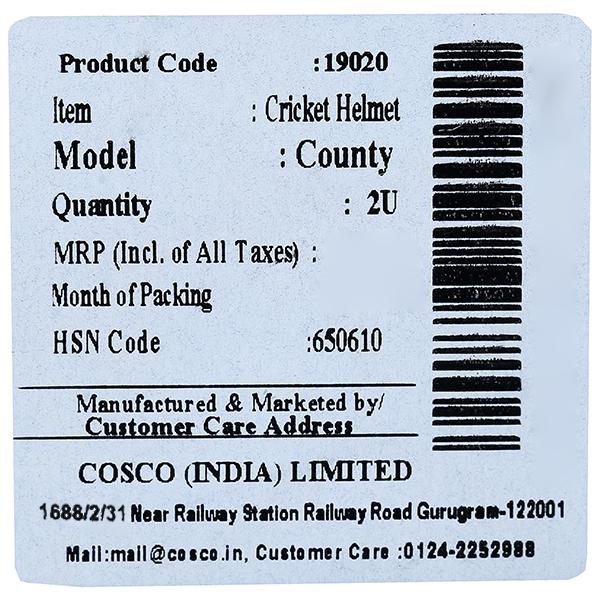 Product Code :19020
Item : Cricket Helmet
Model : County
Quantity : 2U
MRP (Incl. of All Taxes) :
Month of Packing
HSN Code :650610
Manufactured & Marketed by/
Customer Care Address
COSCO (INDIA) LIMITED
1688/2/31 Near Railway Station Railway Road Gurugram-122001
Mail:mail@cosco.in, Customer Care :0124-2252988